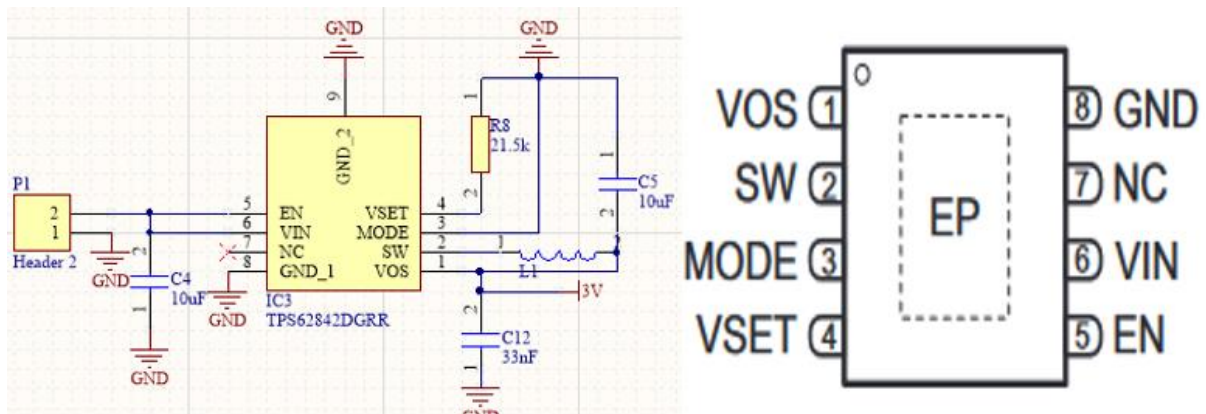 GND
GND
9
GND_2
1
R8
21.5k
2
1
C5
10uF
2
P1
2
1
Header 2
GND
5
6
7
8
EN
VIN
NC
GND_1
VSET
MODE
SW
VOS
4
3
2
1
1
2
L1
2
C4
10uF
1
GND
GND
IC3
TPS62842DGRR
3V
2
C12
33nF
1
GND
VOS 1
SW 2
MODE 3
VSET 4
EP
8 GND
7 NC
6 VIN
5 EN